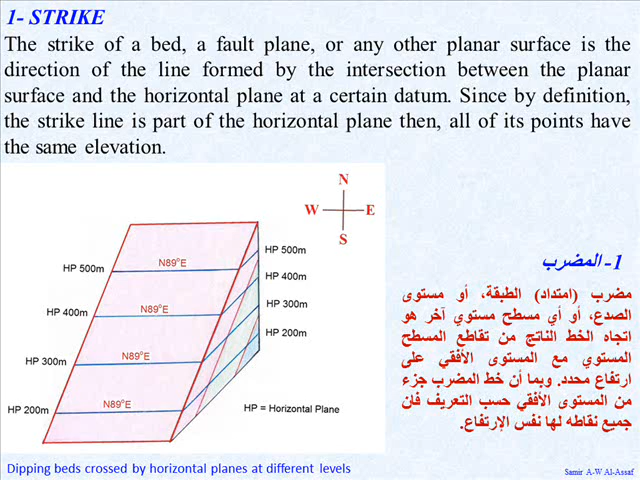 1- STRIKE
The strike of a bed, a fault plane, or any other planar surface is the
direction of the line formed by the intersection between the planar
surface and the horizontal plane at a certain datum. Since by definition,
the strike line is part of the horizontal plane then, all of its points have
the same elevation.
N
W E
S
HP 500m N89°E HP 500m
HP 400m N89°E HP 400m
HP 300m N89°E HP 300m
HP 200m N89°E HP 200m
HP = Horizontal Plane
1- المضرب
مضرب (امتداد) الطبقة، أو مستوى
الصدع، أو أي مسطح مستوي آخر هو
اتجاه الخط الناتج من تقاطع المسطح
المستوي مع المستوى الأفقي على
ارتفاع محدد. وبما أن خط المضرب جزء
من المستوى الأفقي حسب التعريف فان
جميع نقاطه لها نفس الإرتفاع.
Dipping beds crossed by horizontal planes at different levels
Samir A-W Al-Assaf